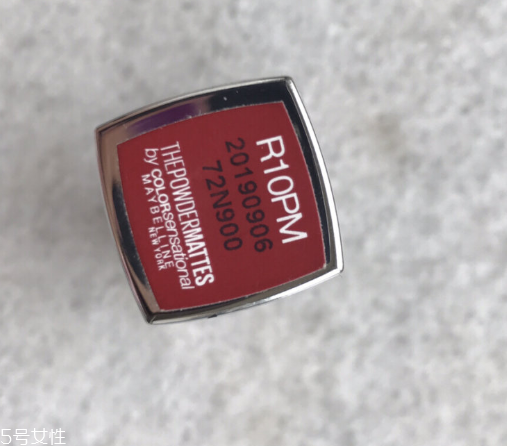 R10PM
20190906
72N900
THEPOWDERMATTES
by COLORsensational
MAYBELLINE
NEW YORK
5号女性